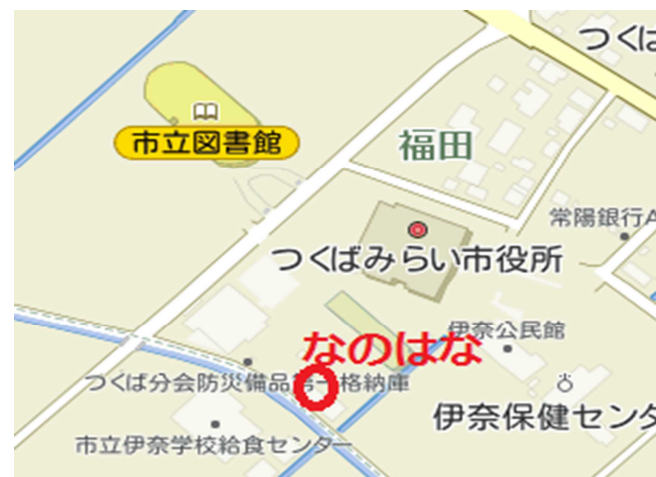 つくば
市立図書館
福田
常陽銀行A
つくばみらい市役所
なのはな
伊奈公民館
つくば分会防災備品第一格納庫
伊奈保健センタ
市立伊奈学校給食センター